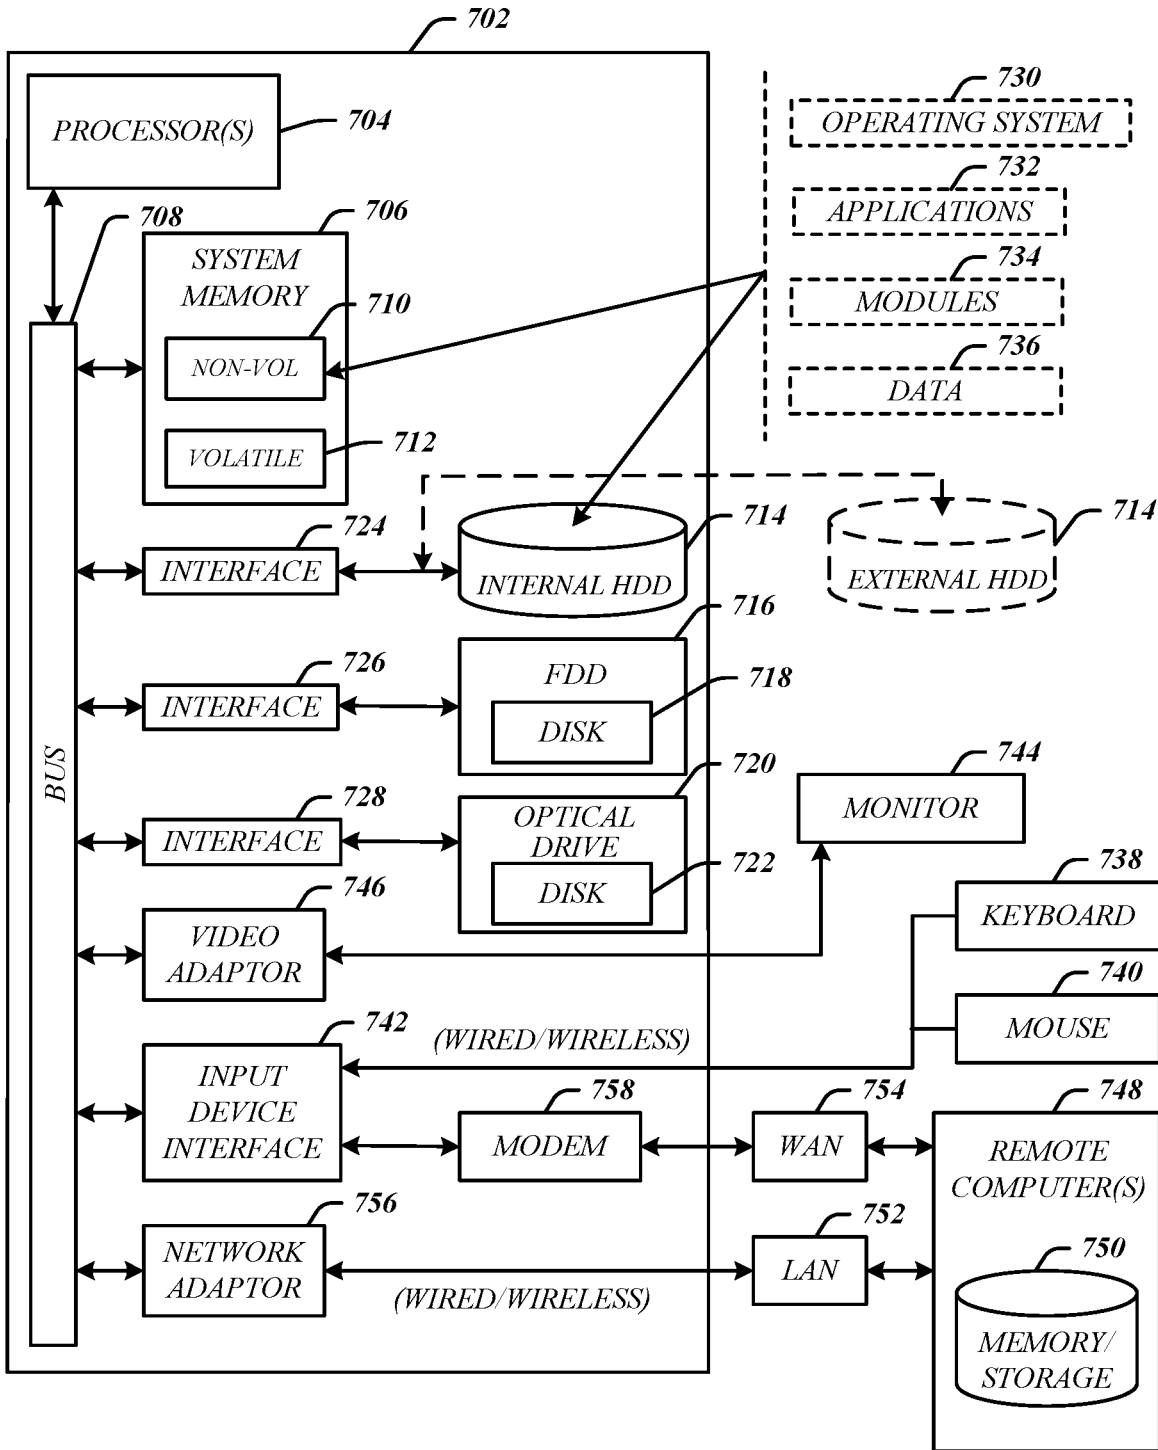 702
PROCESSOR(S)
704
708
706
SYSTEM
MEMORY
710
NON-VOL
712
VOLATILE
730
OPERATING SYSTEM
732
APPLICATIONS
734
MODULES
736
DATA
724
INTERFACE
714
INTERNAL HDD
714
EXTERNAL HDD
716
726
INTERFACE
FDD
718
DISK
BUS
720
728
INTERFACE
OPTICAL
DRIVE
722
DISK
744
MONITOR
746
VIDEO
ADAPTOR
738
KEYBOARD
740
MOUSE
742
INPUT
DEVICE
INTERFACE
(WIRED/WIRELESS)
758
MODEM
754
WAN
748
REMOTE
COMPUTER(S)
756
NETWORK
ADAPTOR
(WIRED/WIRELESS)
752
LAN
750
MEMORY/
STORAGE